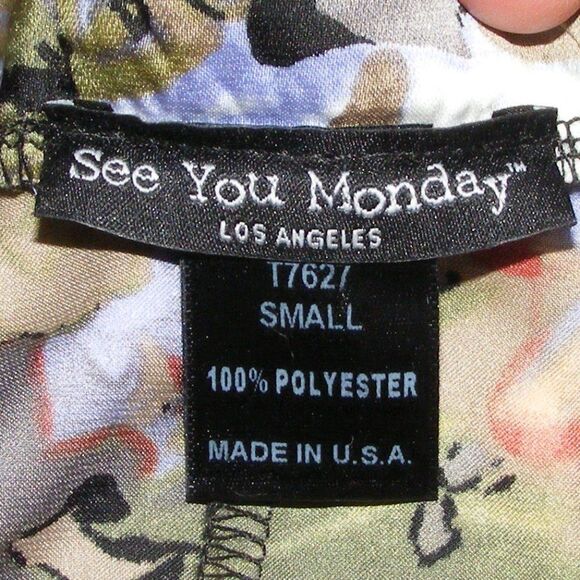 See You Monday™
LOS ANGELES
T7627
SMALL
100% POLYESTER
MADE IN U.S.A.